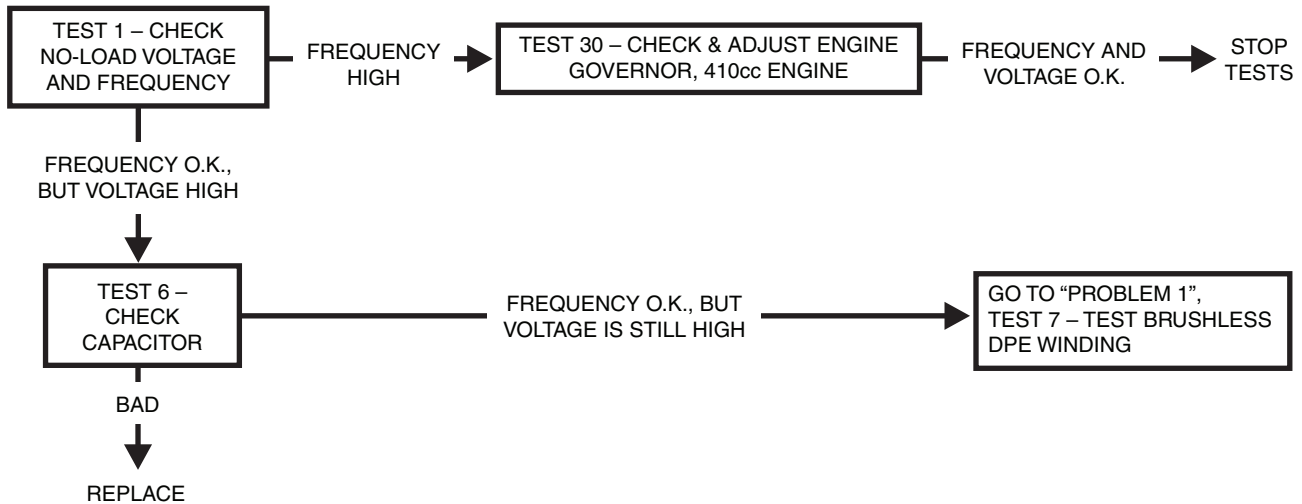 TEST 1 – CHECK
NO-LOAD VOLTAGE
AND FREQUENCY
FREQUENCY
HIGH
TEST 30 – CHECK & ADJUST ENGINE
GOVERNOR, 410cc ENGINE
FREQUENCY AND
VOLTAGE O.K.
STOP
TESTS
FREQUENCY O.K.,
BUT VOLTAGE HIGH
TEST 6 –
CHECK
CAPACITOR
FREQUENCY O.K., BUT
VOLTAGE IS STILL HIGH
GO TO “PROBLEM 1”,
TEST 7 – TEST BRUSHLESS
DPE WINDING
BAD
REPLACE